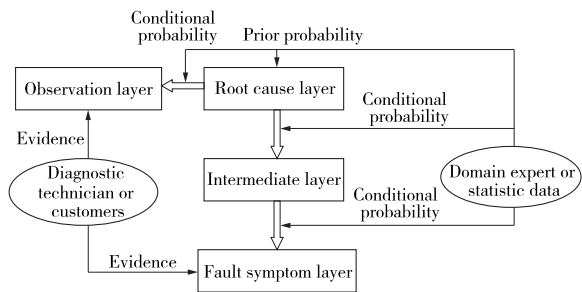 Conditional
probability
Prior probability
Observation layer
Root cause layer
Conditional
probability
Evidence
Diagnostic
technician or
customers
Intermediate layer
Domain expert or
statistic data
Conditional
probability
Evidence
Fault symptom layer